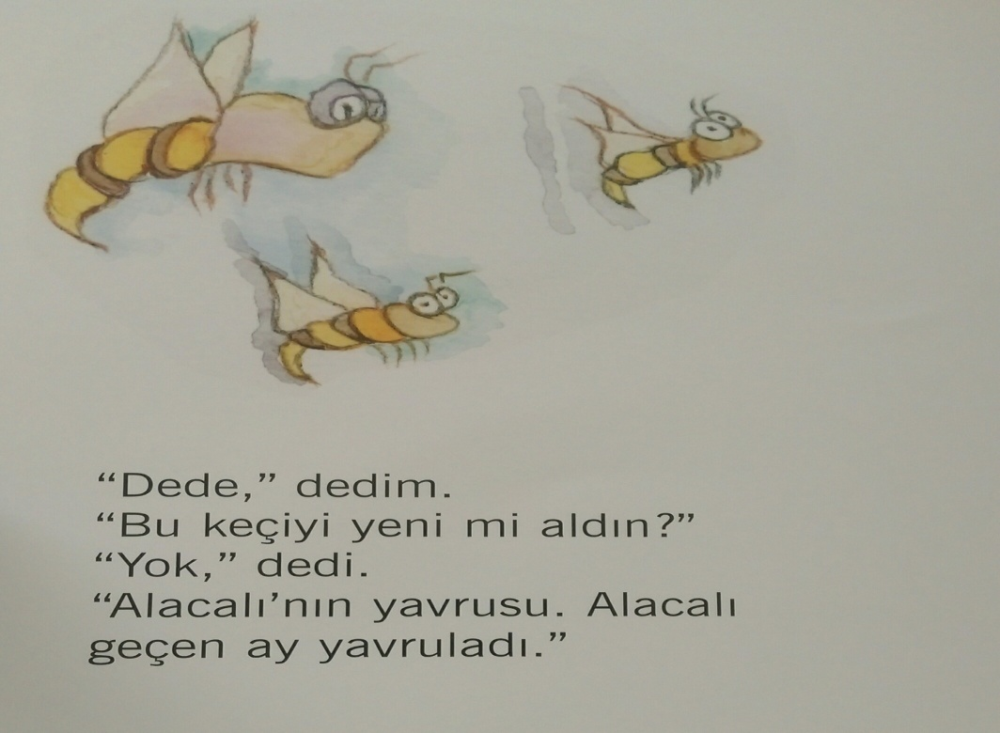 “Dede,” dedim.
“Bu keçiyi yeni mi aldın?”
“Yok,” dedi.
“Alacalı’nın yavrusu. Alacalı
geçen ay yavruladı.”